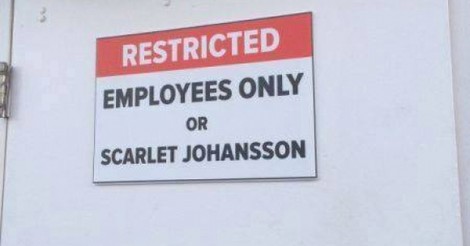 RESTRICTED
EMPLOYEES ONLY
OR
SCARLET JOHANSSON